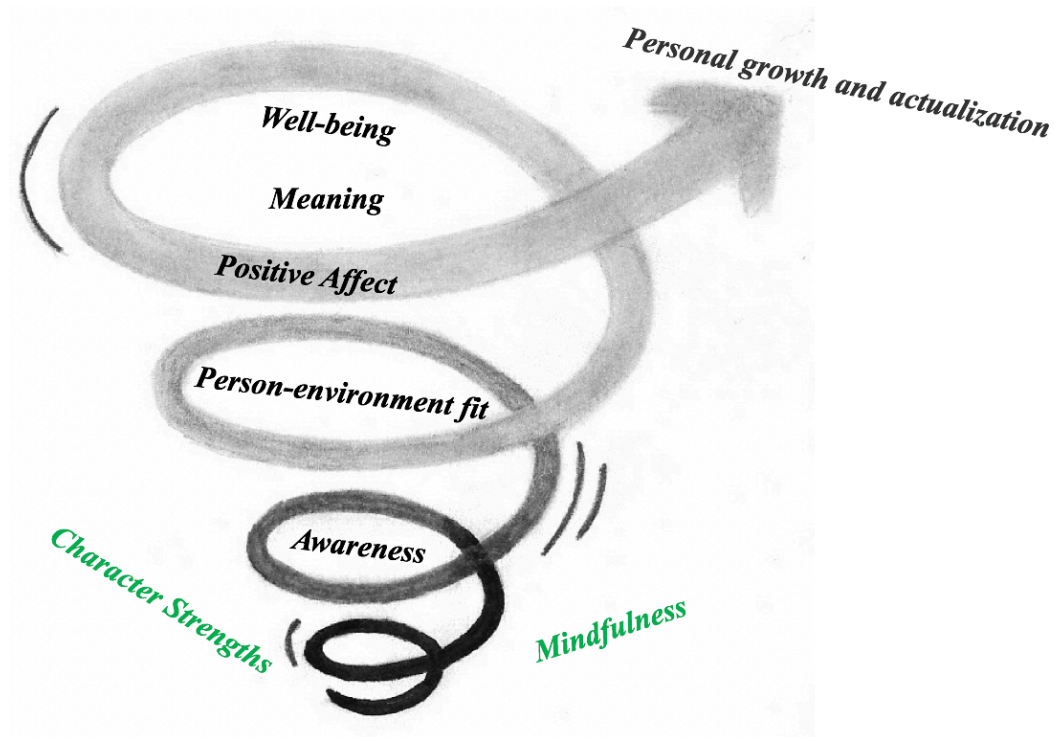 Personal growth and actualization
Well-being
Meaning
Positive Affect
Person-environment fit
Awareness
Character Strengths
Mindfulness